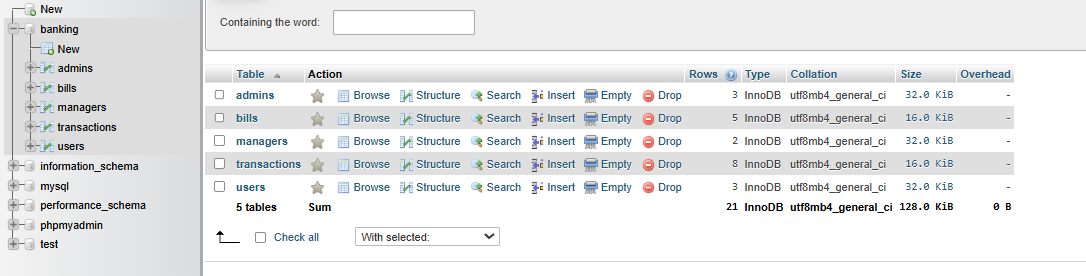 New
banking
New
admins
bills
managers
transactions
users
information_schema
mysql
performance_schema
phpmyadmin
test
Containing the word:
Table Action Rows Type Collation Size Overhead
admins Browse Structure Search Insert Empty Drop 3 InnoDB utf8mb4_general_ci 32.0 KiB -
bills Browse Structure Search Insert Empty Drop 5 InnoDB utf8mb4_general_ci 16.0 KiB -
managers Browse Structure Search Insert Empty Drop 2 InnoDB utf8mb4_general_ci 32.0 KiB -
transactions Browse Structure Search Insert Empty Drop 8 InnoDB utf8mb4_general_ci 16.0 KiB -
users Browse Structure Search Insert Empty Drop 3 InnoDB utf8mb4_general_ci 32.0 KiB -
5 tables Sum 21 InnoDB utf8mb4_general_ci 128.0 KiB 0 B
Check all With selected: